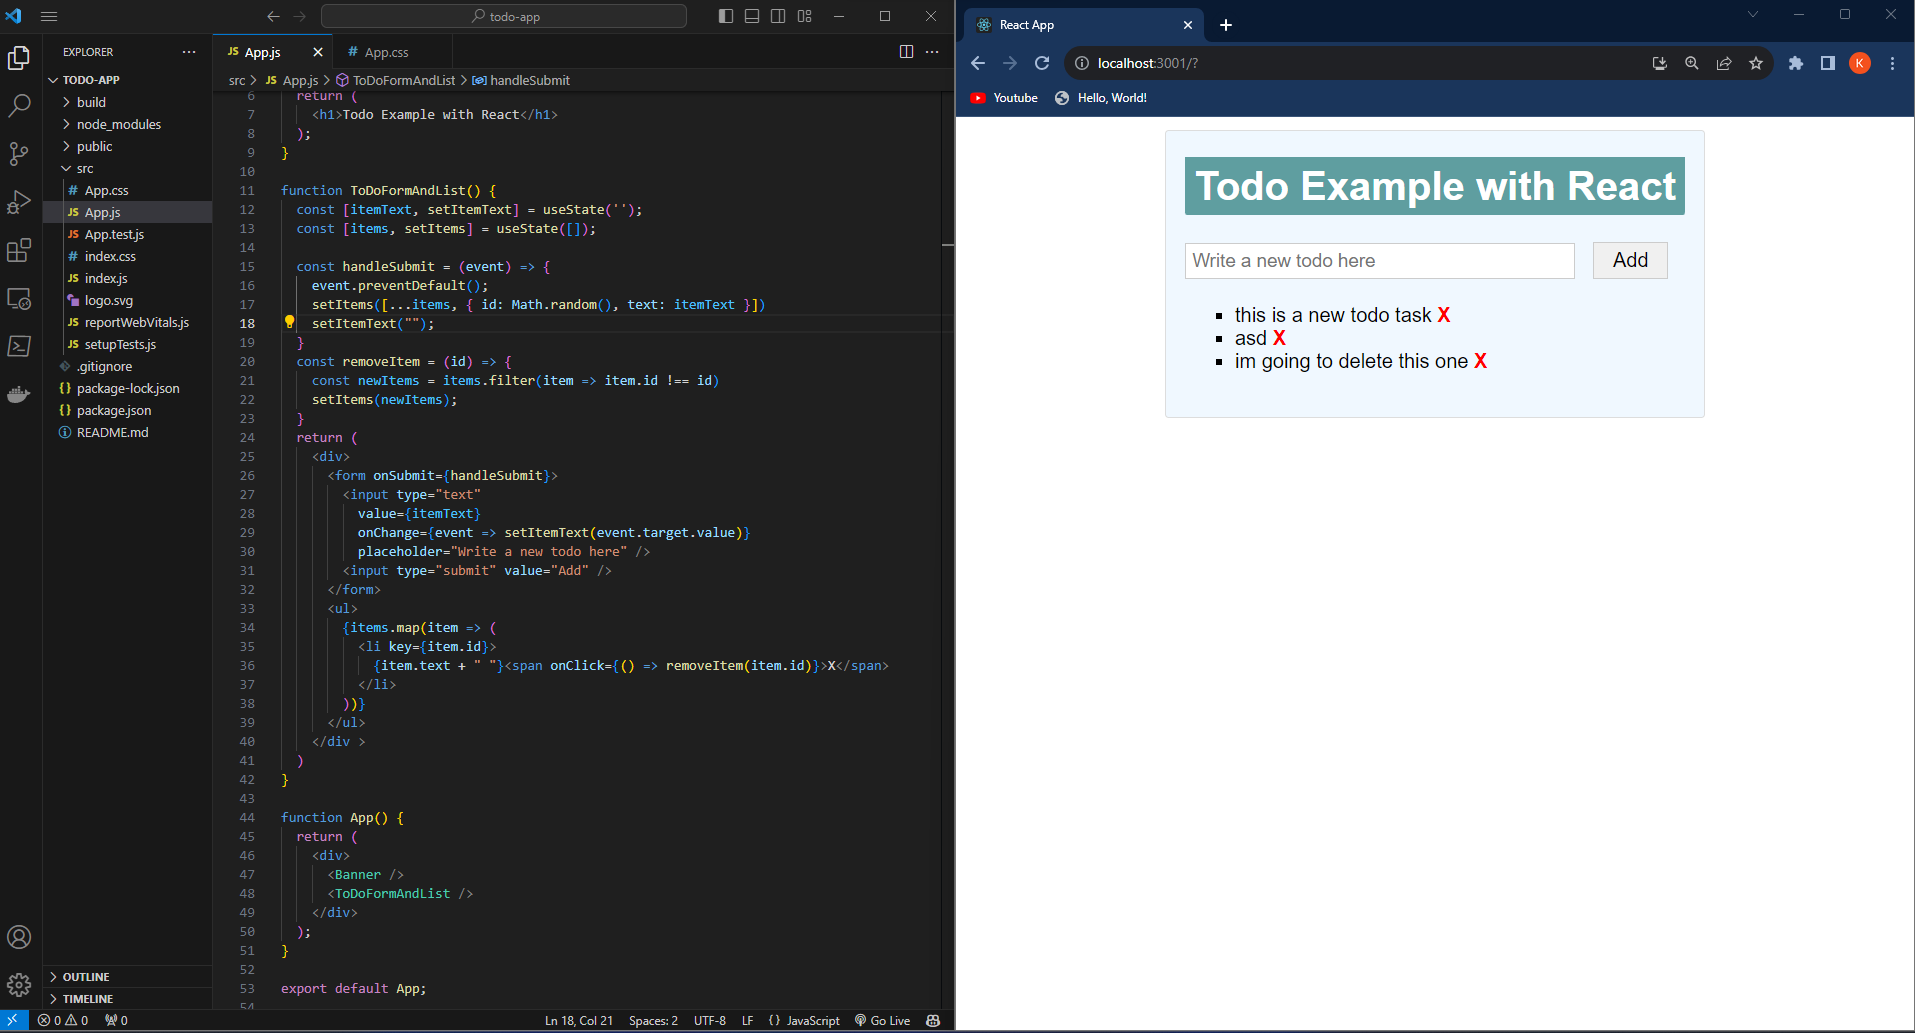 todo-app
EXPLORER
TODO-APP
build
node_modules
public
src
# App.css
JS App.js
JS App.test.js
# index.css
JS index.js
logo.svg
JS reportWebVitals.js
JS setupTests.js
.gitignore
{} package-lock.json
{} package.json
README.md
OUTLINE
TIMELINE
JS App.js
# App.css
src > JS App.js > ToDoFormAndList > handleSubmit
6 return (
7 <h1>Todo Example with React</h1>
8 );
9 }
10
11 function ToDoFormAndList() {
12 const [itemText, setItemText] = useState('');
13 const [items, setItems] = useState([]);
14
15 const handleSubmit = (event) => {
16 event.preventDefault();
17 setItems([...items, { id: Math.random(), text: itemText }])
18 setItemText("");
19 }
20 const removeItem = (id) => {
21 const newItems = items.filter(item => item.id !== id)
22 setItems(newItems);
23 }
24 return (
25 <div>
26 <form onSubmit={handleSubmit}>
27 <input type="text"
28 value={itemText}
29 onChange={event => setItemText(event.target.value)}
30 placeholder="Write a new todo here" />
31 <input type="submit" value="Add" />
32 </form>
33 <ul>
34 {items.map(item => (
35 <li key={item.id}>
36 {item.text + " "}<span onClick={() => removeItem(item.id)}>X</span>
37 </li>
38 ))}
39 </ul>
40 </div >
41 )
42 }
43
44 function App() {
45 return (
46 <div>
47 <Banner />
48 <ToDoFormAndList />
49 </div>
50 );
51 }
52
53 export default App;
54
0 0 0
Ln 18, Col 21 Spaces: 2 UTF-8 LF {} JavaScript Go Live
React App
localhost:3001/?
K
Youtube Hello, World!
Todo Example with React
Write a new todo here
Add
this is a new todo task X
asd X
im going to delete this one X